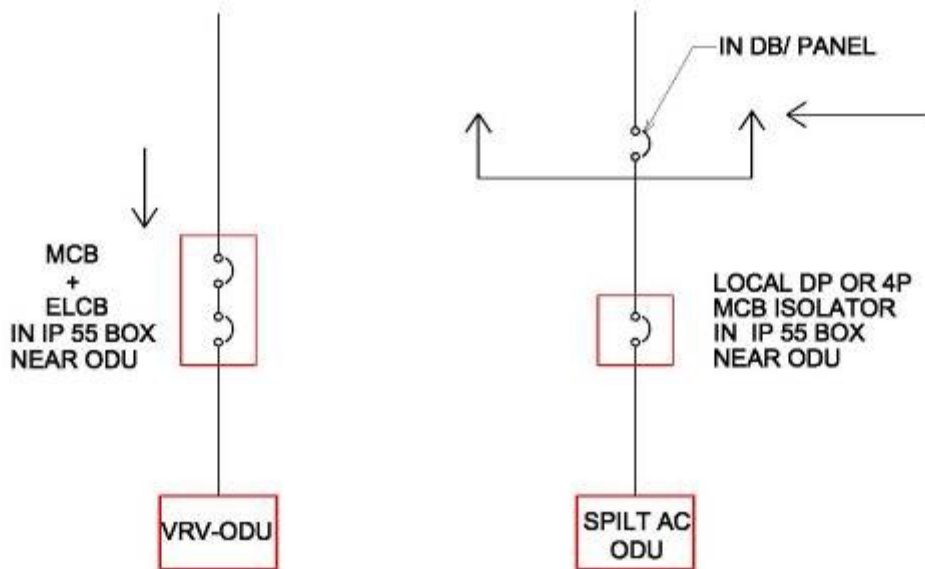 IN DB/ PANEL
MCB
+
ELCB
IN IP 55 BOX
NEAR ODU
LOCAL DP OR 4P
MCB ISOLATOR
IN IP 55 BOX
NEAR ODU
VRV-ODU
SPILT AC
ODU